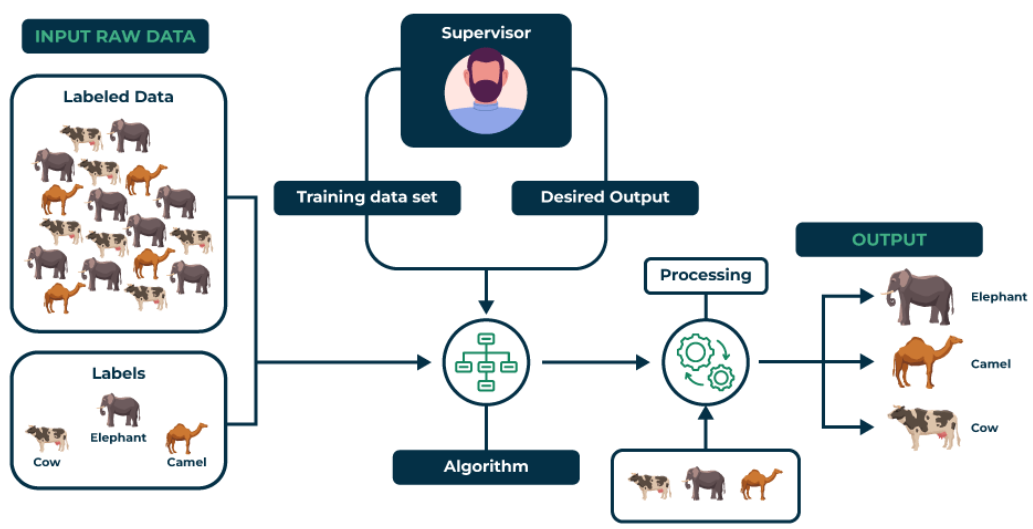 INPUT RAW DATA
Labeled Data
Supervisor
Training data set
Desired Output
OUTPUT
Processing
Elephant
Camel
Cow
Labels
Elephant
Cow
Camel
Algorithm